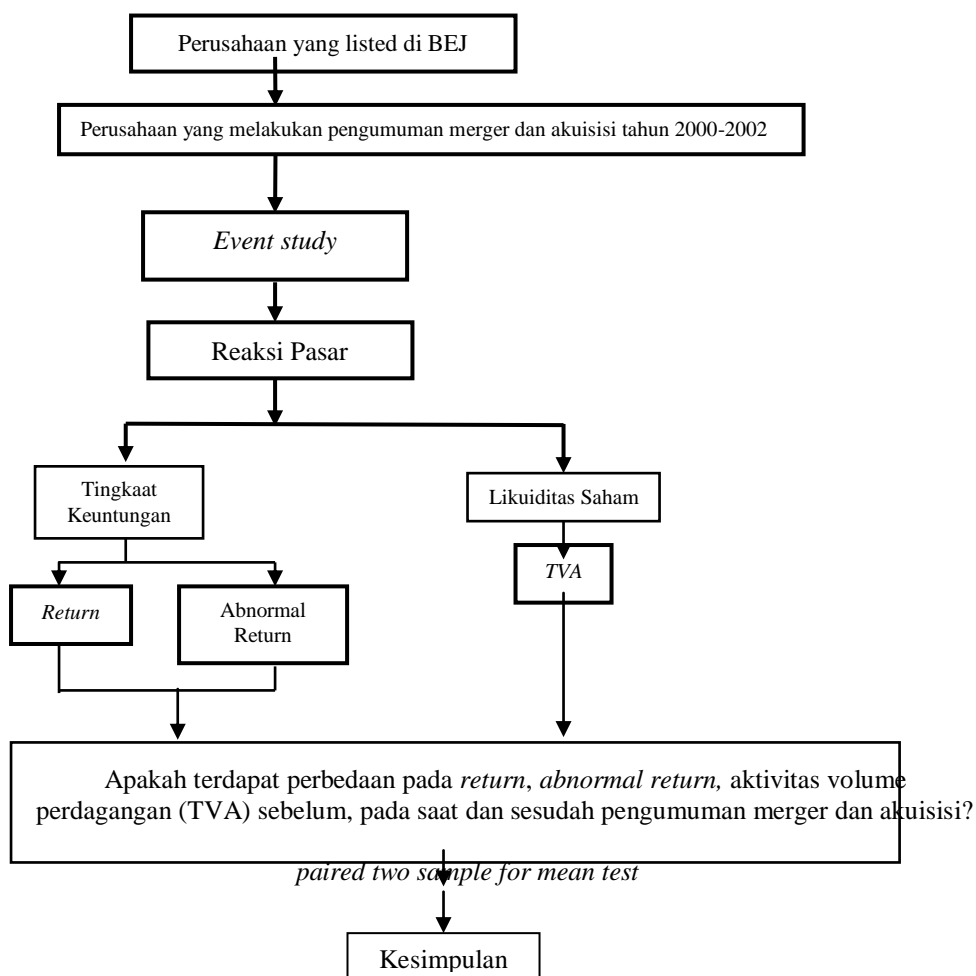 Perusahaan yang listed di BEJ
Perusahaan yang melakukan pengumuman merger dan akuisisi tahun 2000-2002
Event study
Reaksi Pasar
Tingkaat
Keuntungan
Likuiditas Saham
TVA
Return
Abnormal
Return
Apakah terdapat perbedaan pada return, abnormal return, aktivitas volume
perdagangan (TVA) sebelum, pada saat dan sesudah pengumuman merger dan akuisisi?
paired two sample for mean test
Kesimpulan